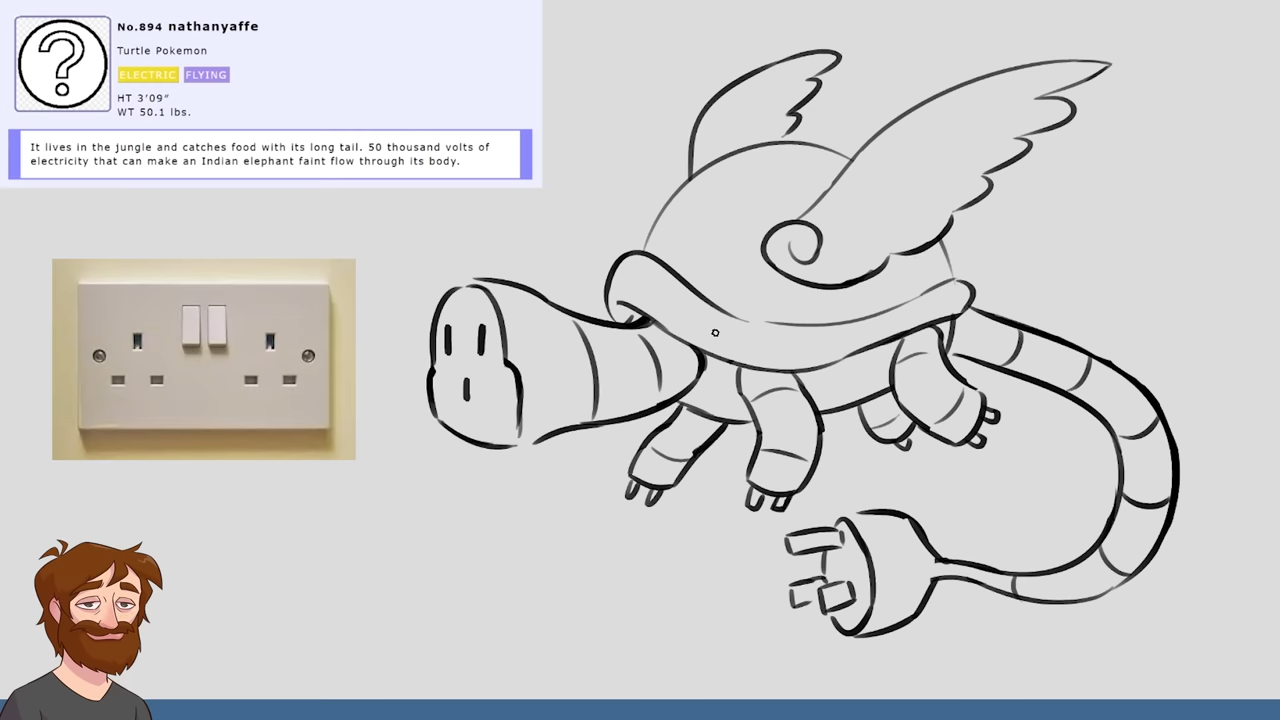 No.894 nathanyaffe
Turtle Pokemon
ELECTRIC FLYING
HT 3'09"
WT 50.1 lbs.
It lives in the jungle and catches food with its long tail. 50 thousand volts of
electricity that can make an Indian elephant faint flow through its body.